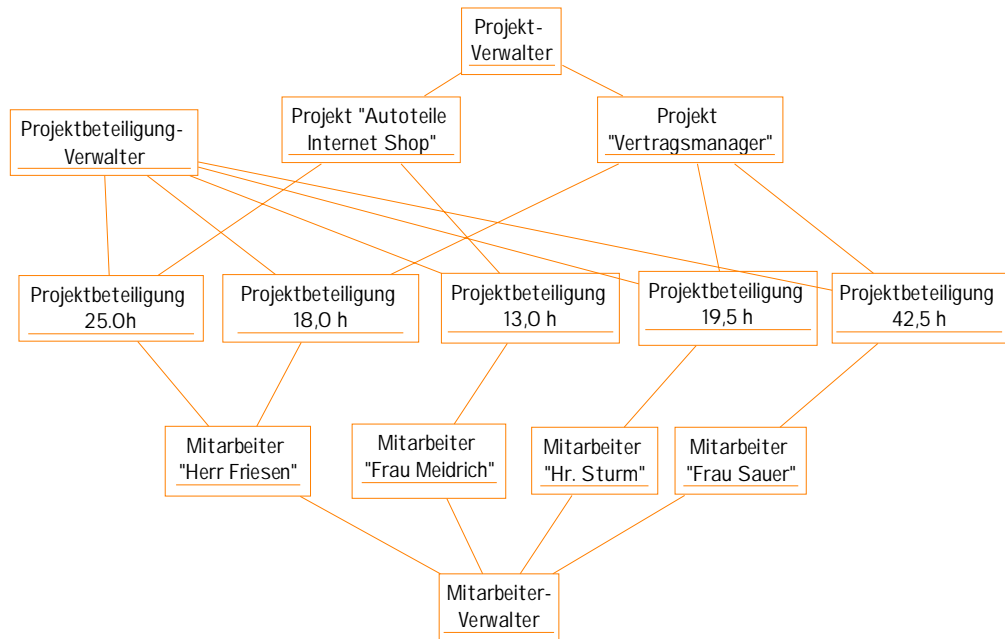 Projekt-
Verwalter
Projekt "Autoteile
Internet Shop"
Projekt
"Vertragsmanager"
Projektbeteiligung-
Verwalter
Projektbeteiligung
25.0h
Projektbeteiligung
18,0 h
Projektbeteiligung
13,0 h
Projektbeteiligung
19,5 h
Projektbeteiligung
42,5 h
Mitarbeiter
"Herr Friesen"
Mitarbeiter
"Frau Meidrich"
Mitarbeiter
"Hr. Sturm"
Mitarbeiter
"Frau Sauer"
Mitarbeiter-
Verwalter